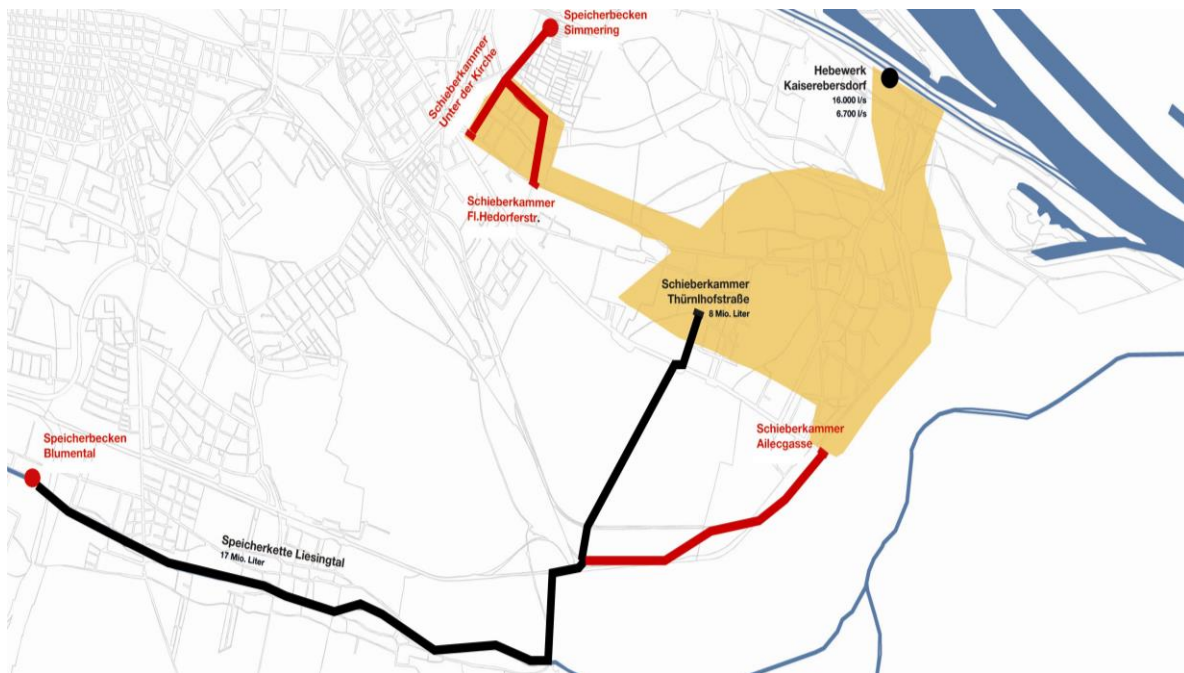 Speicherbecken
Simmering
Schieberkammer
Unter der Kirche
Hebewerk
Kaiserebersdorf
16.000 l/s
6.700 l/s
Schieberkammer
Fl.Hedorferstr.
Schieberkammer
Thürnlhofstraße
8 Mio. Liter
Speicherbecken
Blumental
Schieberkammer
Ailecgasse
Speicherkette Liesingtal
17 Mio. Liter